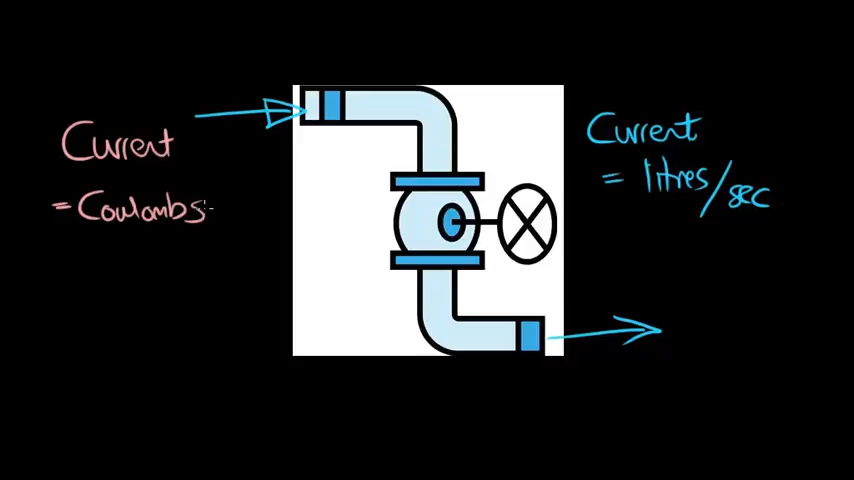 Current
= Coulombs
Current
= litres/sec